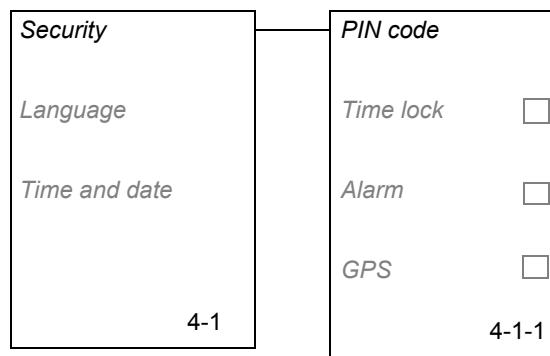 Security
Language
Time and date
4-1
PIN code
Time lock
Alarm
GPS
4-1-1